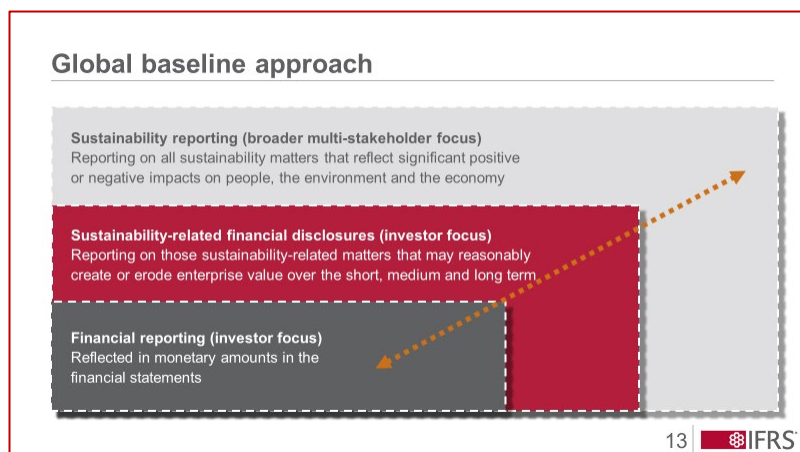 Global baseline approach
Sustainability reporting (broader multi-stakeholder focus)
Reporting on all sustainability matters that reflect significant positive
or negative impacts on people, the environment and the economy
Sustainability-related financial disclosures (investor focus)
Reporting on those sustainability-related matters that may reasonably
create or erode enterprise value over the short, medium and long term
Financial reporting (investor focus)
Reflected in monetary amounts in the
financial statements
13 IFRS